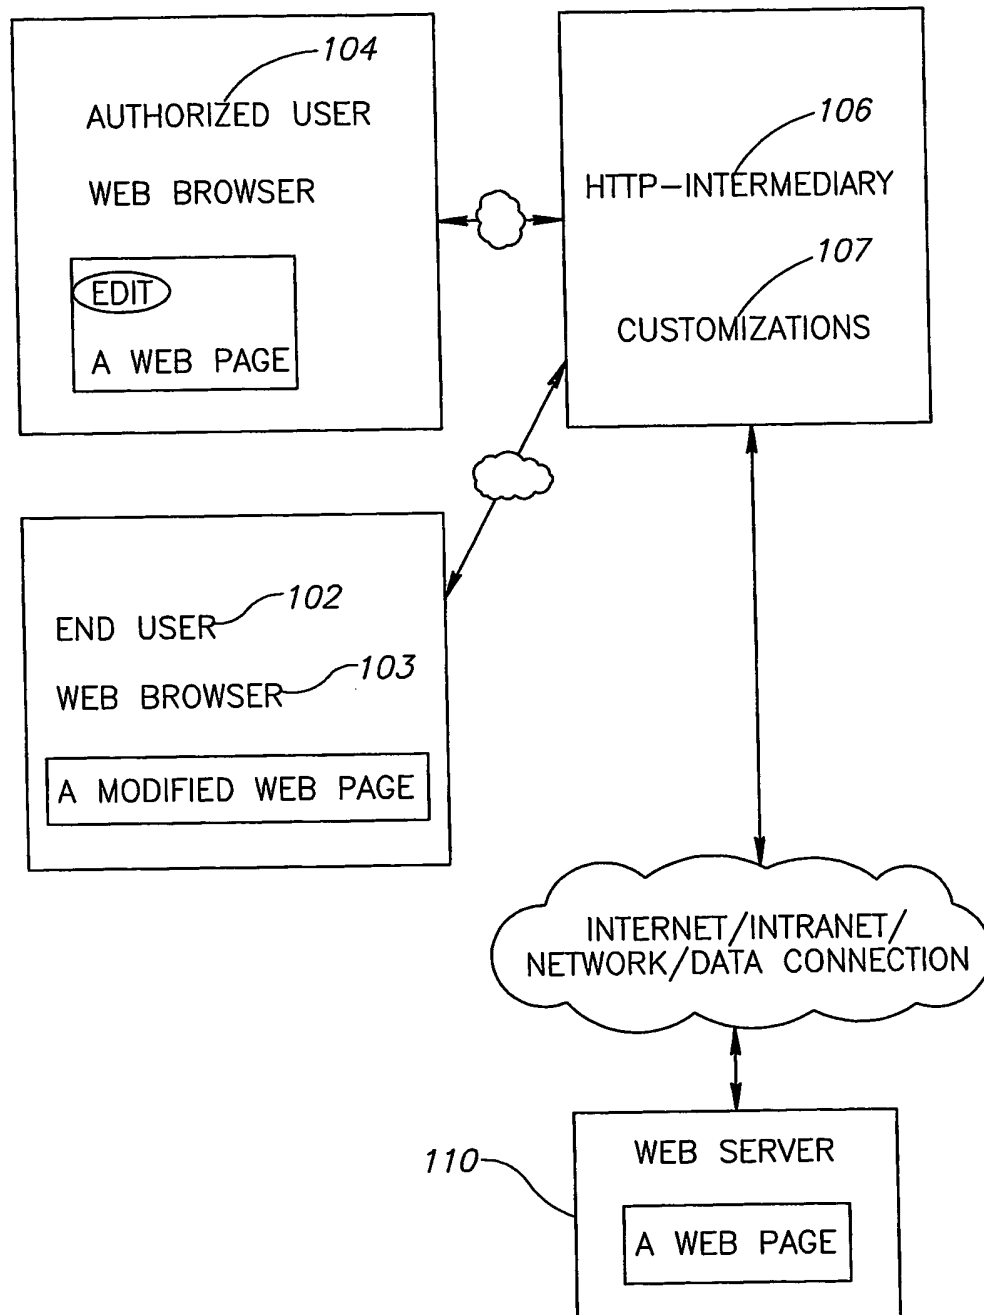 104
AUTHORIZED USER
WEB BROWSER
EDIT
A WEB PAGE
106
HTTP-INTERMEDIARY
107
CUSTOMIZATIONS
102
END USER
103
WEB BROWSER
A MODIFIED WEB PAGE
INTERNET/INTRANET/
NETWORK/DATA CONNECTION
110
WEB SERVER
A WEB PAGE